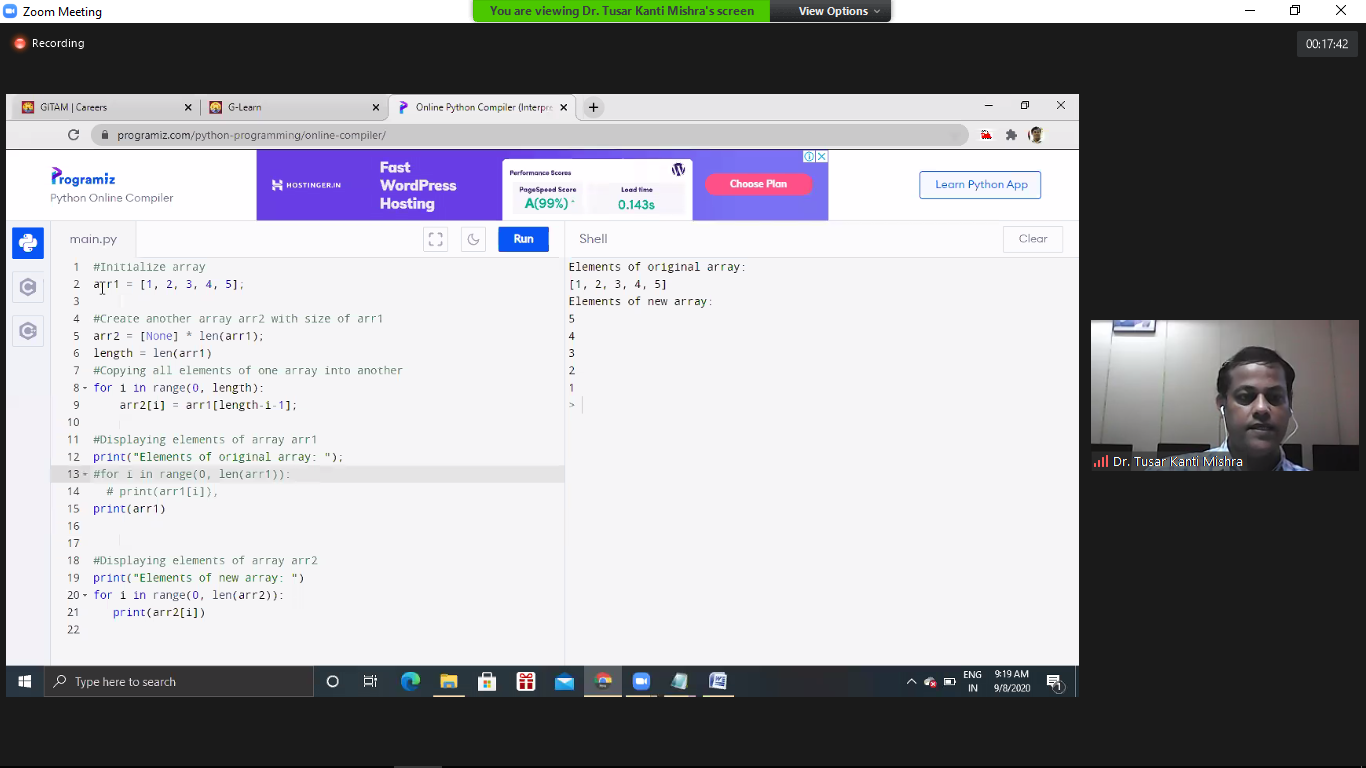 Zoom Meeting
You are viewing Dr. Tusar Kanti Mishra's screen
View Options
Recording
00:17:42
GITAM | Careers
G-Learn
Online Python Compiler (Interpre
programiz.com/python-programming/online-compiler/
Programiz
Python Online Compiler
HOSTINGER.IN
Fast
WordPress
Hosting
Performance Scores
PageSpeed Score
A(99%)
Load time
0.143s
Choose Plan
Learn Python App
main.py
Run
Shell
Clear
1 #Initialize array
2 arr1 = [1, 2, 3, 4, 5];
3
4 #Create another array arr2 with size of arr1
5 arr2 = [None] * len(arr1);
6 length = len(arr1)
7 #Copying all elements of one array into another
8 for i in range(0, length):
9     arr2[i] = arr1[length-i-1];
10
11 #Displaying elements of array arr1
12 print("Elements of original array: ");
13 #for i in range(0, len(arr1)):
14   # print(arr1[i]),
15 print(arr1)
16
17
18 #Displaying elements of array arr2
19 print("Elements of new array: ")
20 for i in range(0, len(arr2)):
21    print(arr2[i])
22
Elements of original array:
[1, 2, 3, 4, 5]
Elements of new array:
5
4
3
2
1
>
Dr. Tusar Kanti Mishra
Type here to search
ENG
IN
9:19 AM
9/8/2020
1